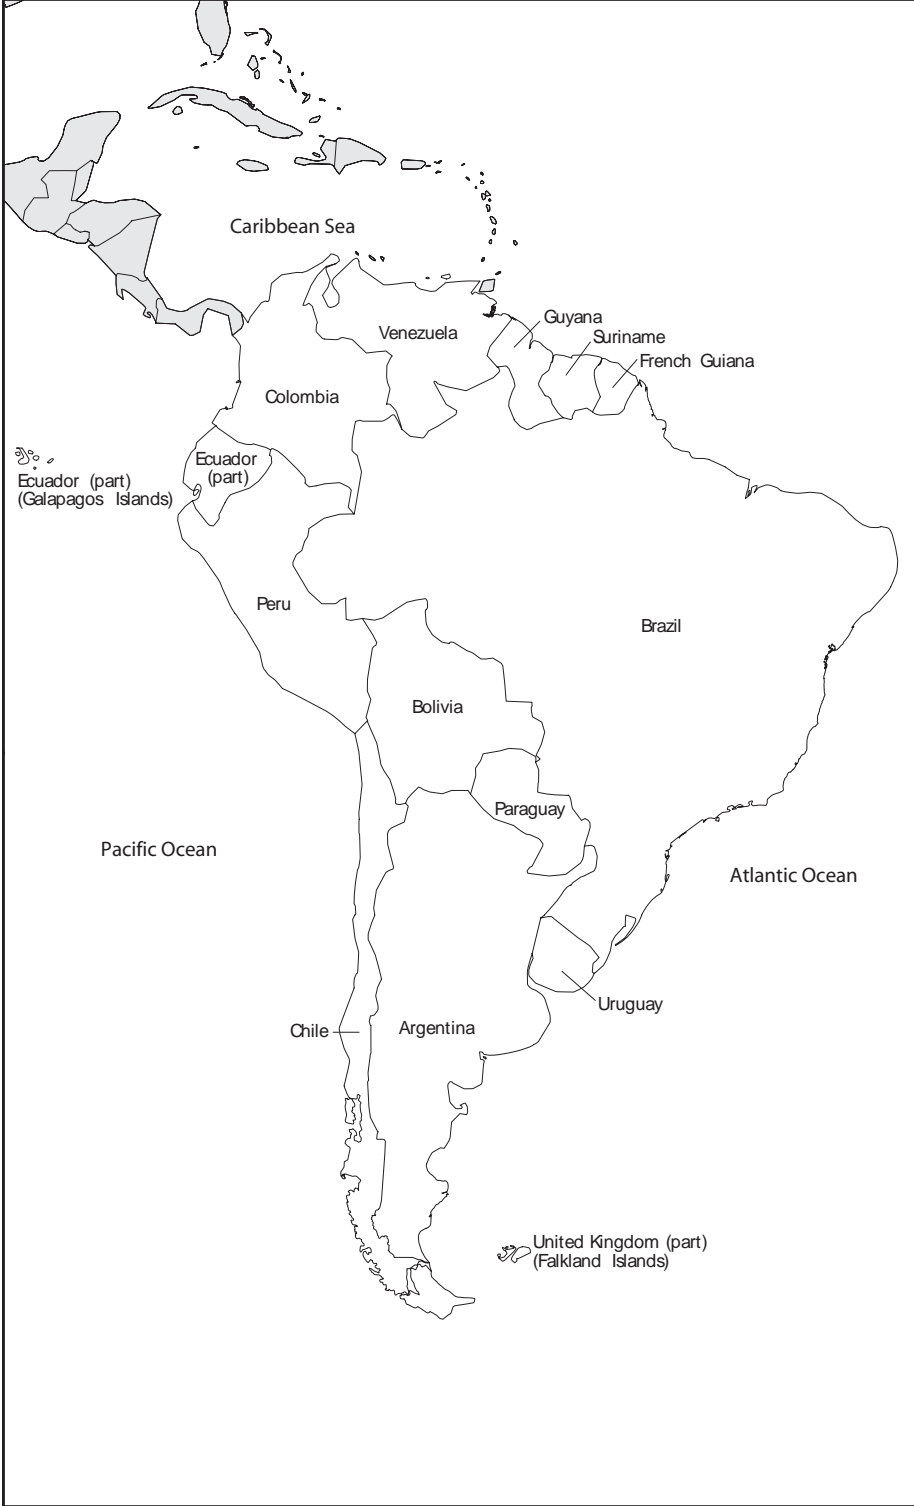 Caribbean Sea
Venezuela
Guyana
Suriname
French Guiana
Colombia
Ecuador
(part)
Ecuador (part)
(Galapagos Islands)
Peru
Brazil
Bolivia
Paraguay
Pacific Ocean
Atlantic Ocean
Uruguay
Chile
Argentina
United Kingdom (part)
(Falkland Islands)